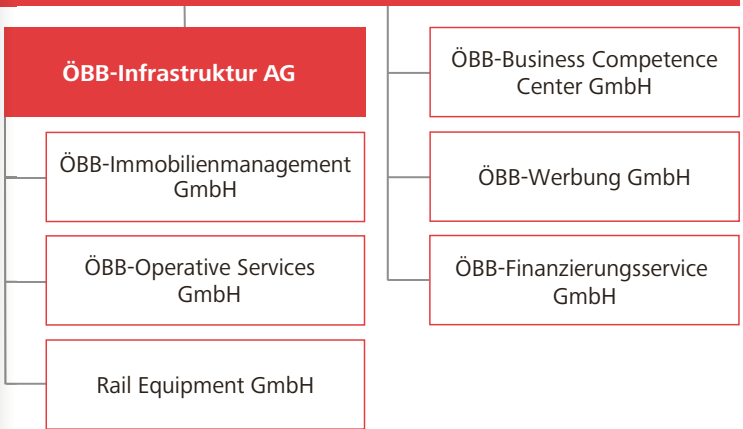 ÖBB-Infrastruktur AG
ÖBB-Immobilienmanagement
GmbH
ÖBB-Operative Services
GmbH
Rail Equipment GmbH
ÖBB-Business Competence
Center GmbH
ÖBB-Werbung GmbH
ÖBB-Finanzierungsservice
GmbH